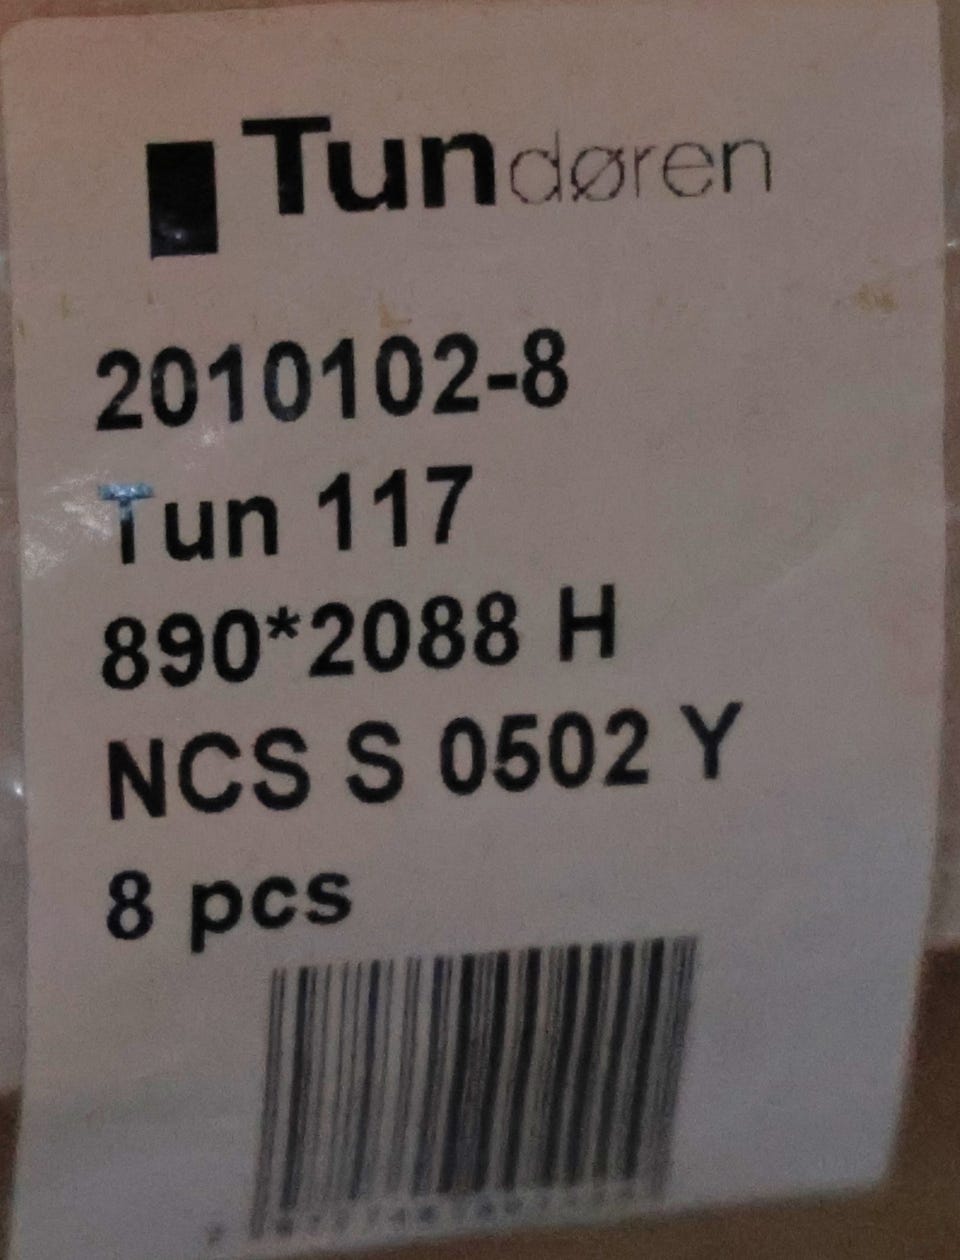 Tundøren
2010102-8
Tun 117
890*2088 H
NCS S 0502 Y
8 pcs